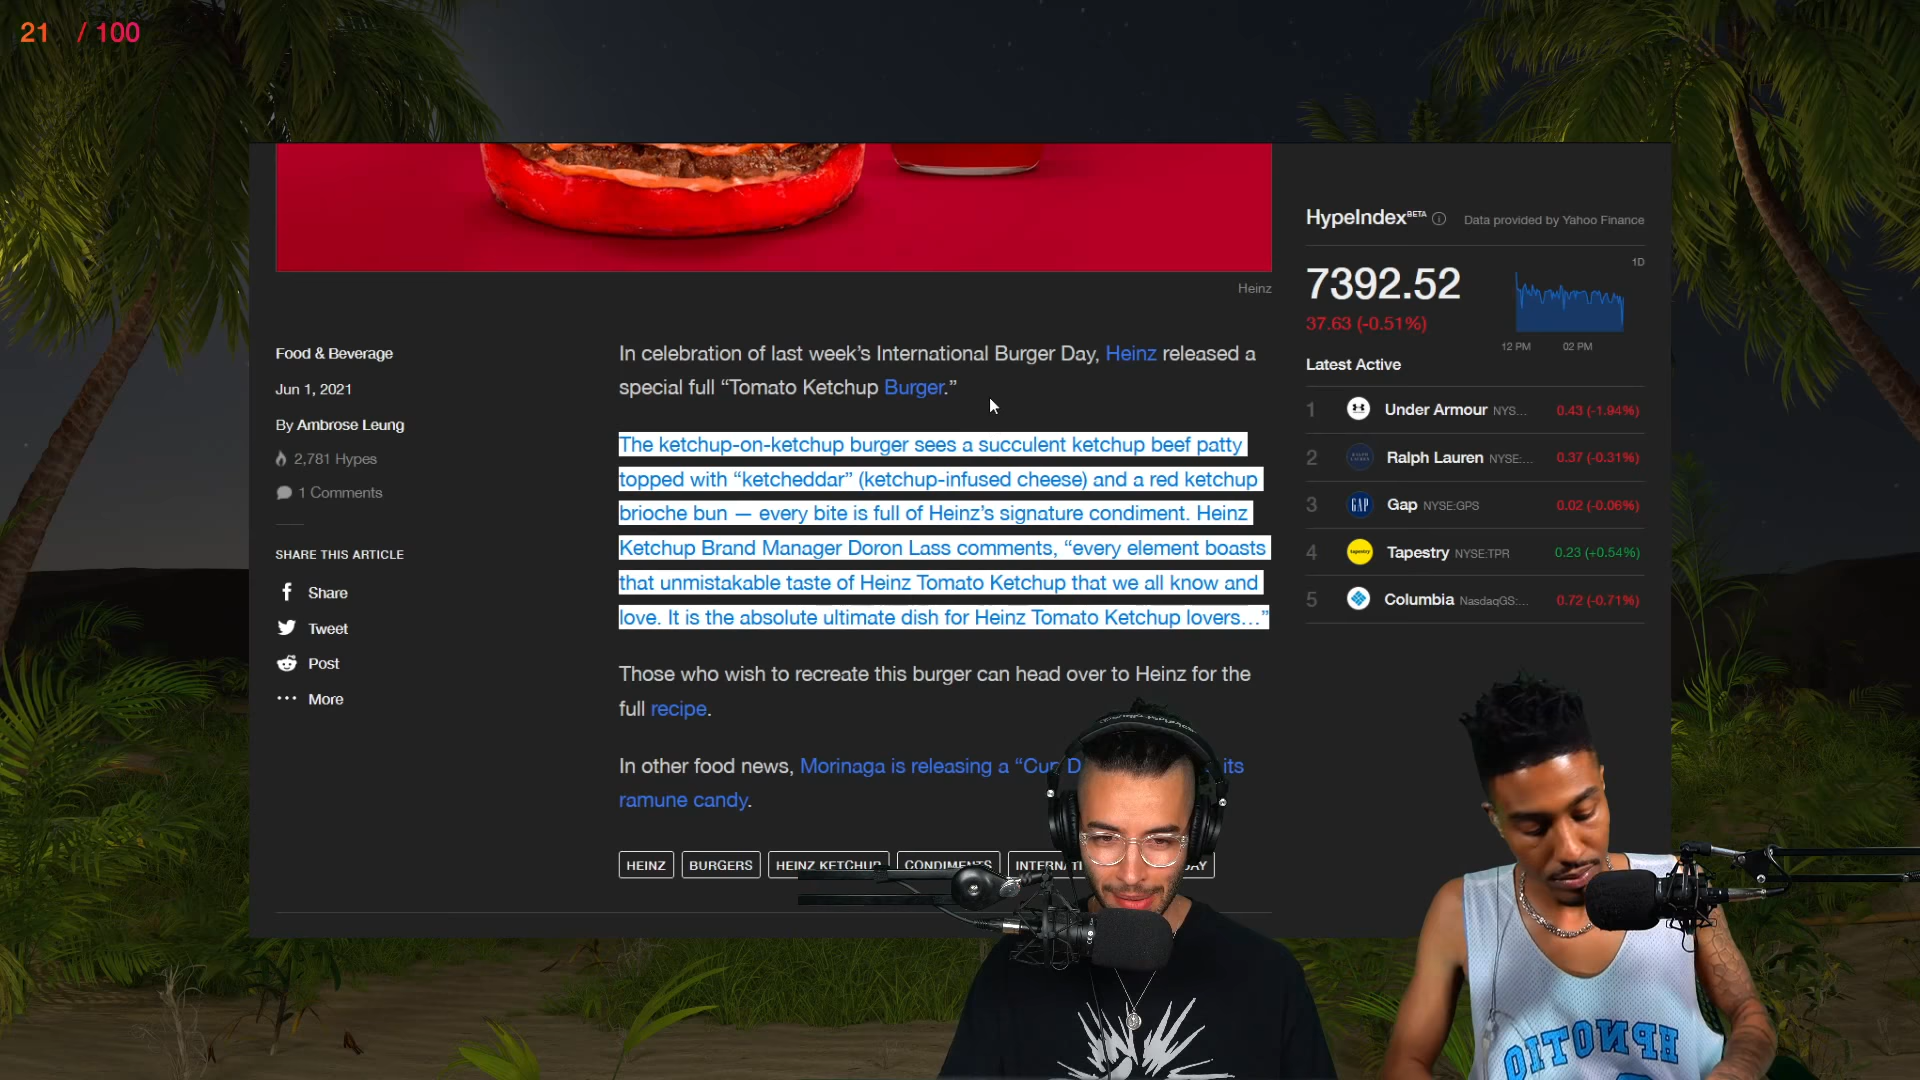 21 / 100
Heinz
Food & Beverage
Jun 1, 2021
By Ambrose Leung
2,781 Hypes
1 Comments
SHARE THIS ARTICLE
Share
Tweet
Post
More
In celebration of last week’s International Burger Day, Heinz released a
special full “Tomato Ketchup Burger.”
The ketchup-on-ketchup burger sees a succulent ketchup beef patty
topped with “ketcheddar” (ketchup-infused cheese) and a red ketchup
brioche bun — every bite is full of Heinz’s signature condiment. Heinz
Ketchup Brand Manager Doron Lass comments, “every element boasts
that unmistakable taste of Heinz Tomato Ketchup that we all know and
love. It is the absolute ultimate dish for Heinz Tomato Ketchup lovers…”
Those who wish to recreate this burger can head over to Heinz for the
full recipe.
In other food news, Morinaga is releasing a “Cup D its
ramune candy.
HEINZ BURGERS HEINZ KETCHUP CONDIMENTS
HypeIndex BETA Data provided by Yahoo Finance
1D
7392.52
37.63 (-0.51%)
12 PM 02 PM
Latest Active
1 Under Armour NYS... 0.43 (-1.94%)
2 Ralph Lauren NYSE:... 0.37 (-0.31%)
3 GAP Gap NYSE:GPS 0.02 (-0.06%)
4 Tapestry NYSE:TPR 0.23 (+0.54%)
5 Columbia NasdaqGS:... 0.72 (-0.71%)